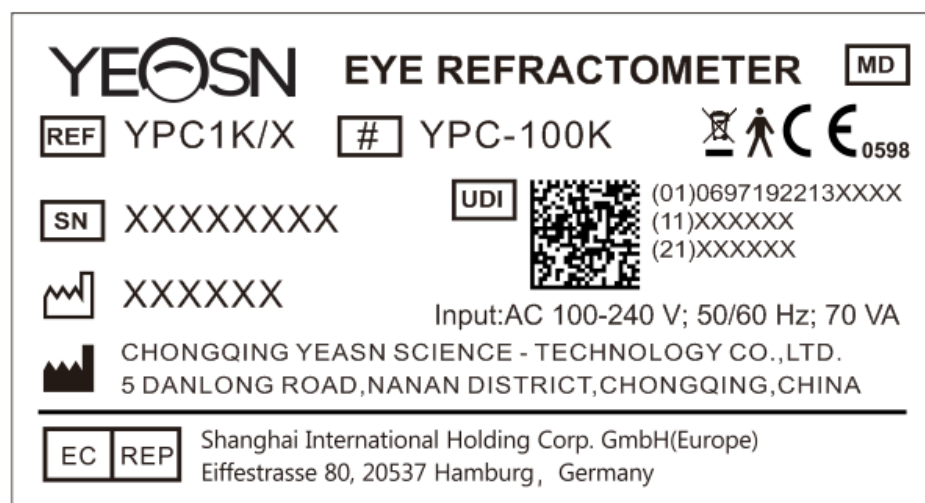 YEASN EYE REFRACTOMETER MD
REF YPC1K/X # YPC-100K CE 0598
SN XXXXXXXX
UDI (01)0697192213XXXX
(11)XXXXXX
(21)XXXXXX
XXXXXX
Input:AC 100-240 V; 50/60 Hz; 70 VA
CHONGQING YEASN SCIENCE - TECHNOLOGY CO.,LTD.
5 DANLONG ROAD,NANAN DISTRICT,CHONGQING,CHINA
EC REP Shanghai International Holding Corp. GmbH(Europe)
Eiffestrasse 80, 20537 Hamburg, Germany